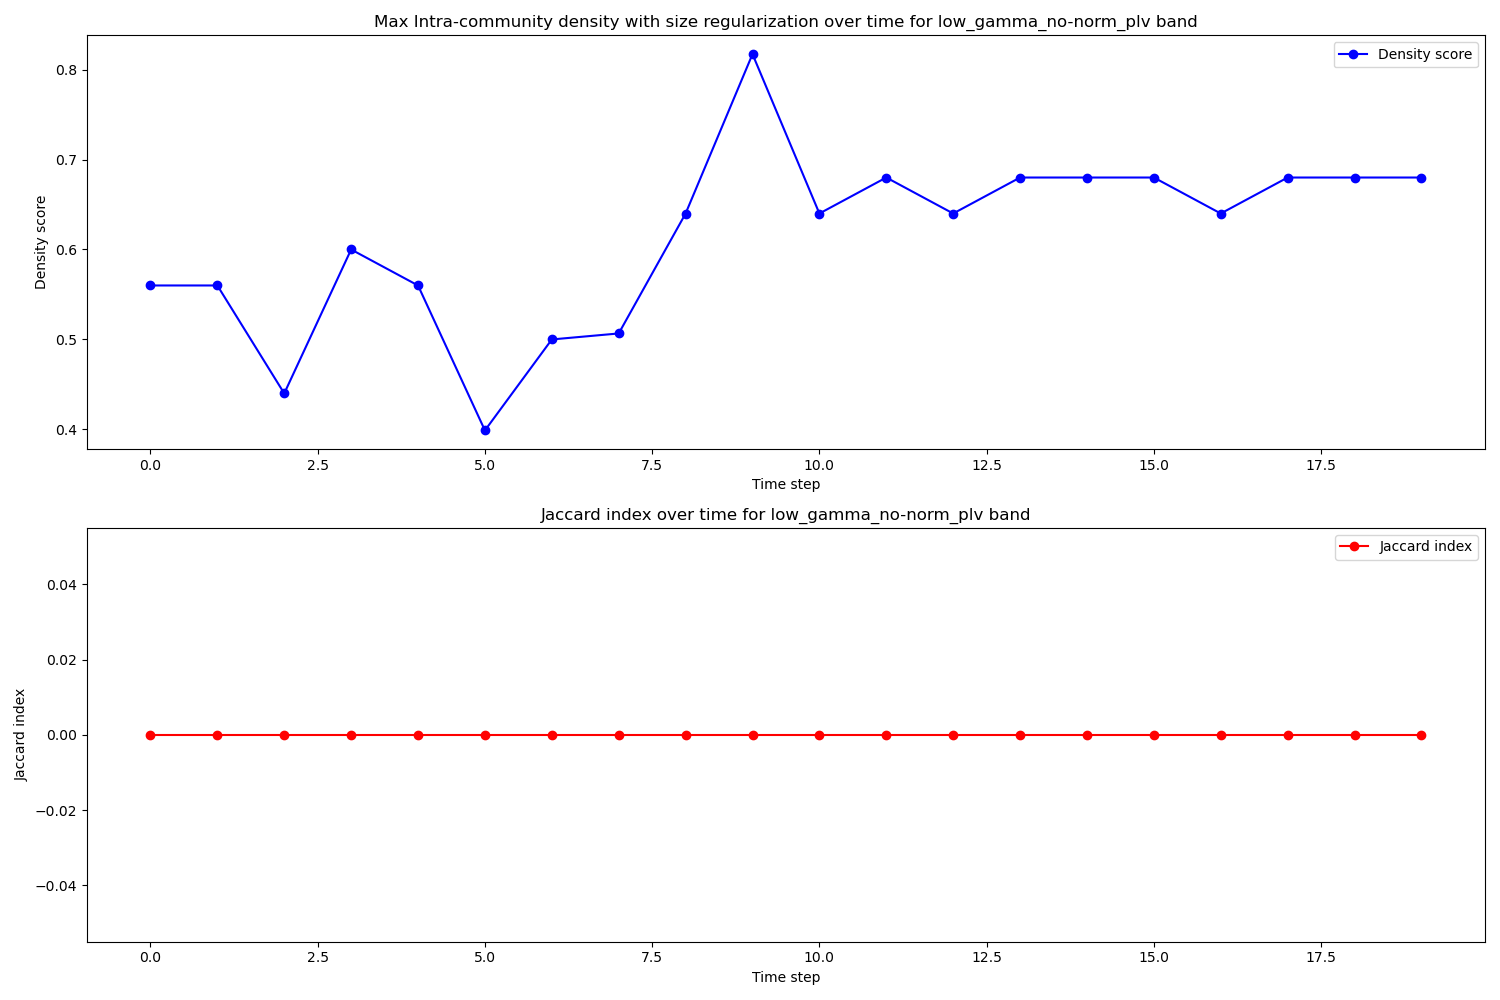 Max Intra-community density with size regularization over time for low_gamma_no-norm_plv band
Density score
0.8
0.7
0.6
0.5
0.4
Density score
0.0 2.5 5.0 7.5 10.0 12.5 15.0 17.5
Time step
Jaccard index over time for low_gamma_no-norm_plv band
Jaccard index
0.04
0.02
0.00
−0.02
−0.04
Jaccard index
0.0 2.5 5.0 7.5 10.0 12.5 15.0 17.5
Time step